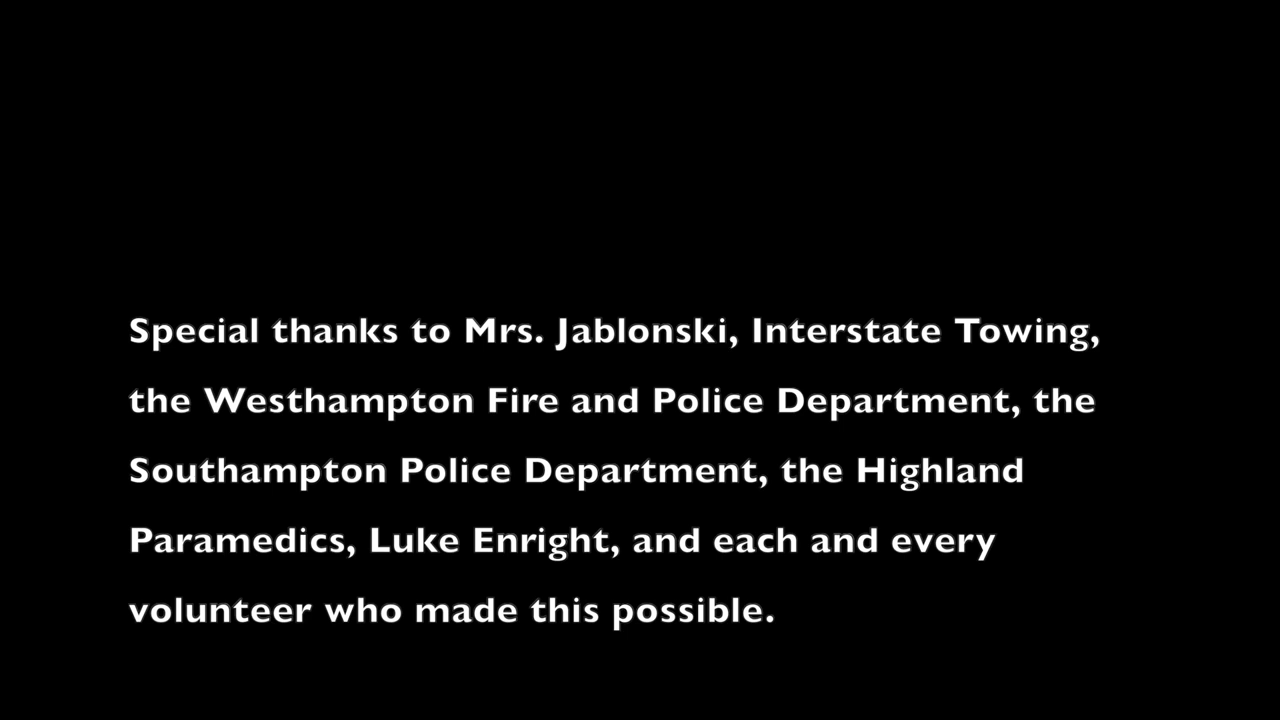 Special thanks to Mrs. Jablonski, Interstate Towing,
the Westhampton Fire and Police Department, the
Southampton Police Department, the Highland
Paramedics, Luke Enright, and each and every
volunteer who made this possible.